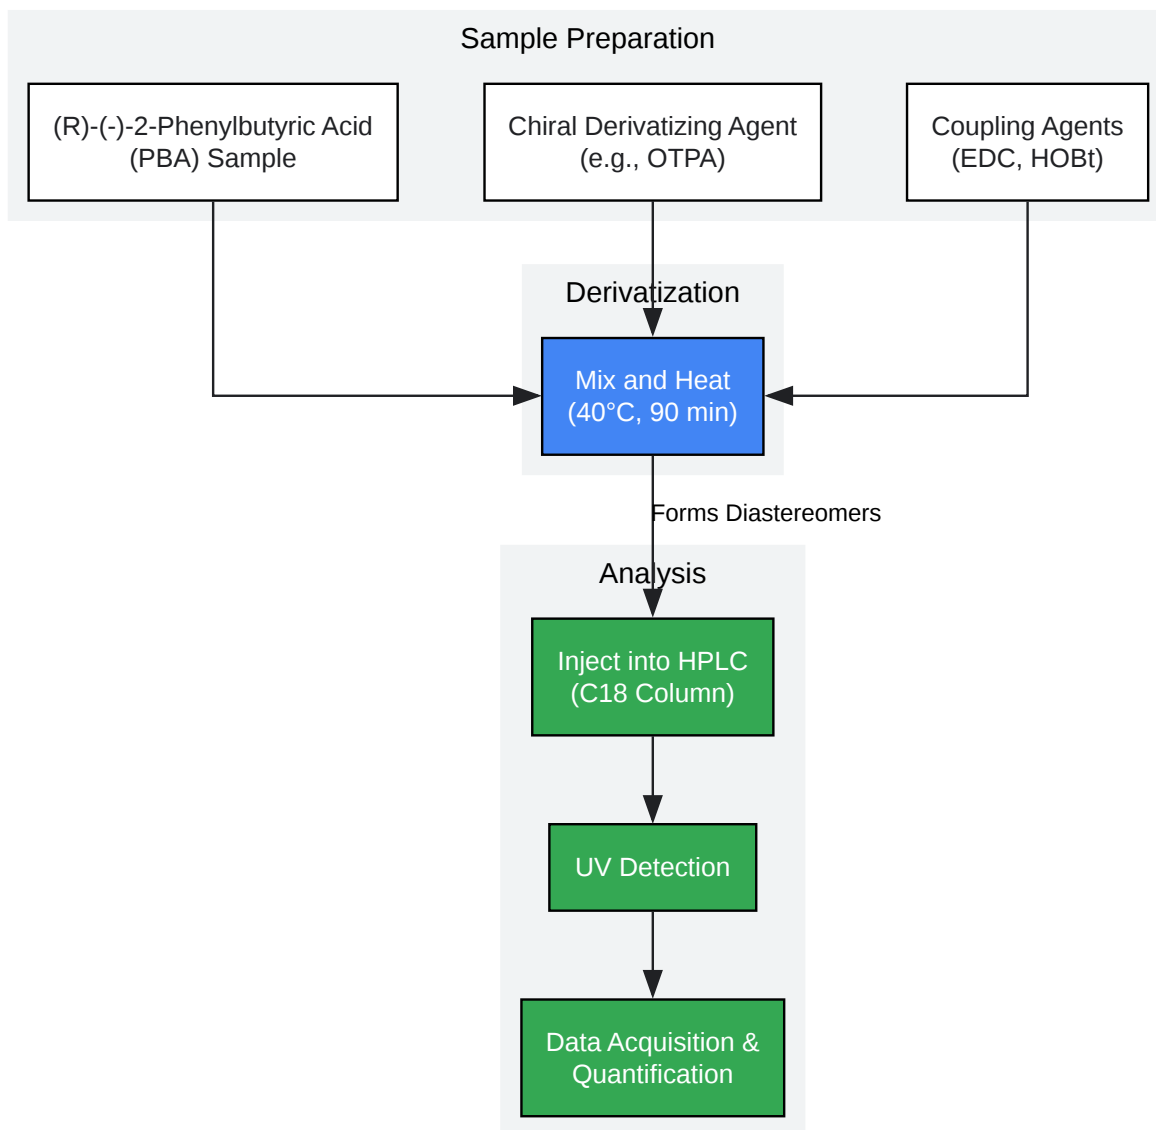 Sample Preparation
(R)-(-)-2-Phenylbutyric Acid
(PBA) Sample
Chiral Derivatizing Agent
(e.g., OTPA)
Coupling Agents
(EDC, HOBt)
Derivatization
Mix and Heat
(40°C, 90 min)
Forms Diastereomers
Analysis
Inject into HPLC
(C18 Column)
UV Detection
Data Acquisition &
Quantification